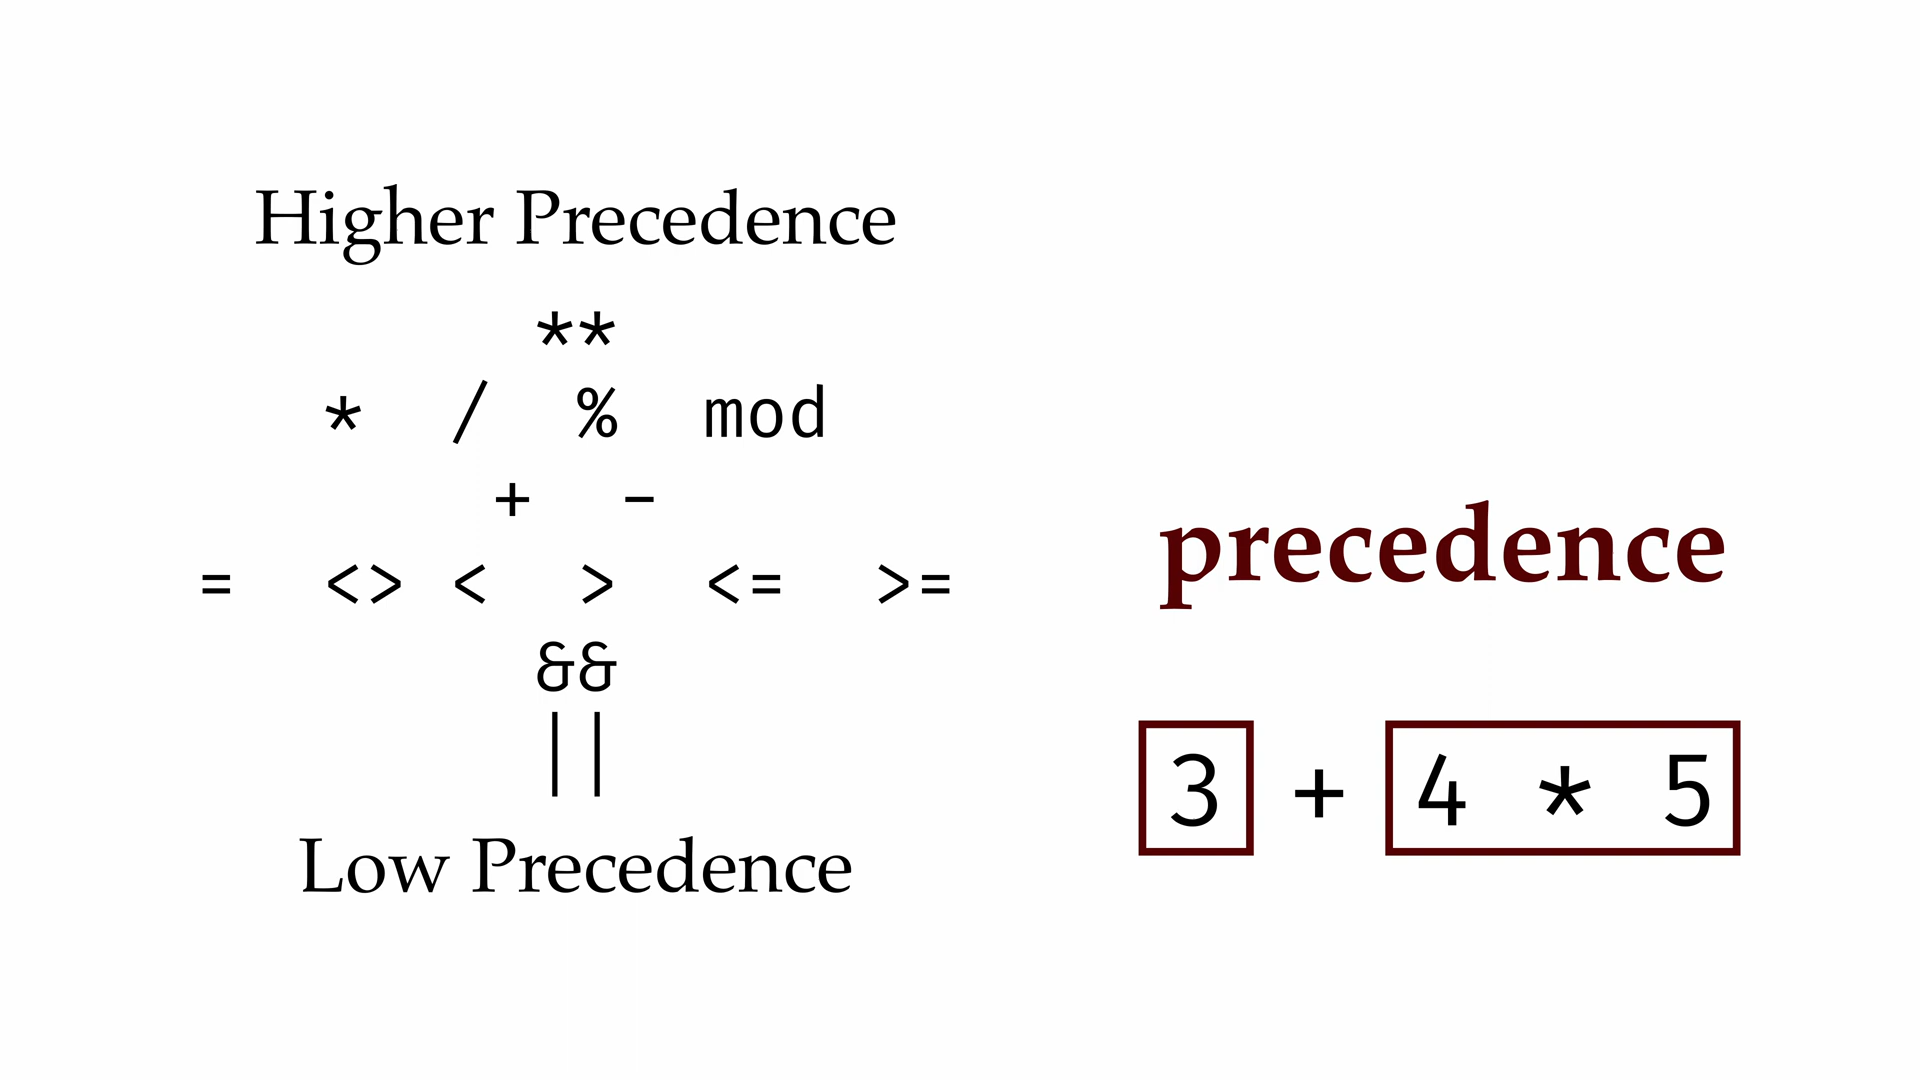 Higher Precedence
**
* / % mod
+ -
= <> < > <= >=
&&
||
Low Precedence
precedence
3 + 4 * 5